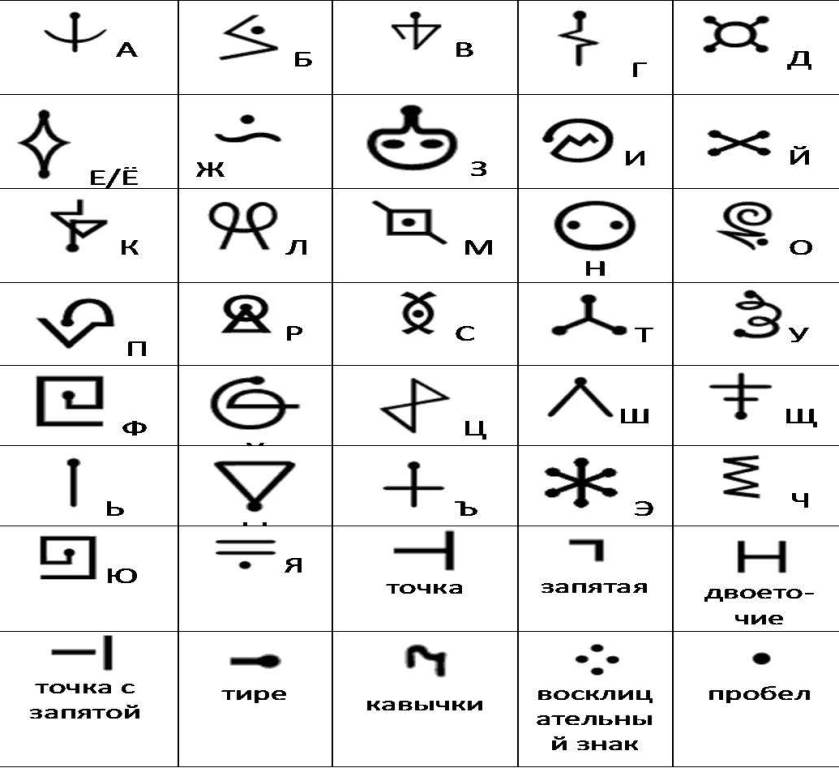 А
Б
В
Г
Д
Е/Ё
Ж
З
И
Й
К
Л
М
Н
О
П
Р
С
Т
У
Ф
Ц
Ш
Щ
Ь
Ъ
Э
Ч
Ю
Я
точка
запятая
двоето-
чие
точка с
запятой
тире
кавычки
восклиц
ательны
й знак
пробел